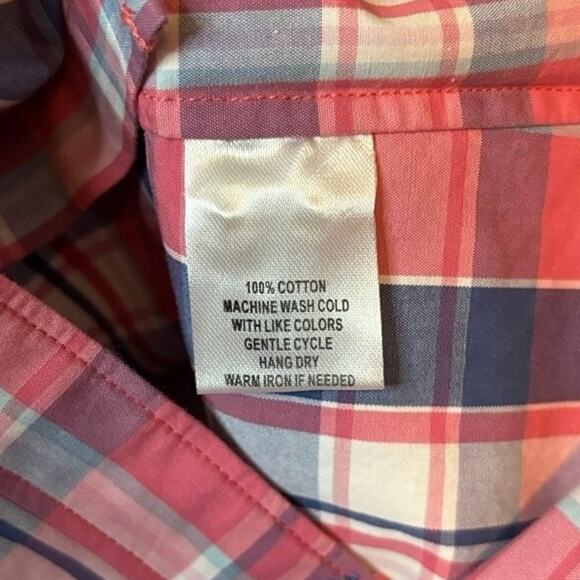 100% COTTON
MACHINE WASH COLD
WITH LIKE COLORS
GENTLE CYCLE
HANG DRY
WARM IRON IF NEEDED